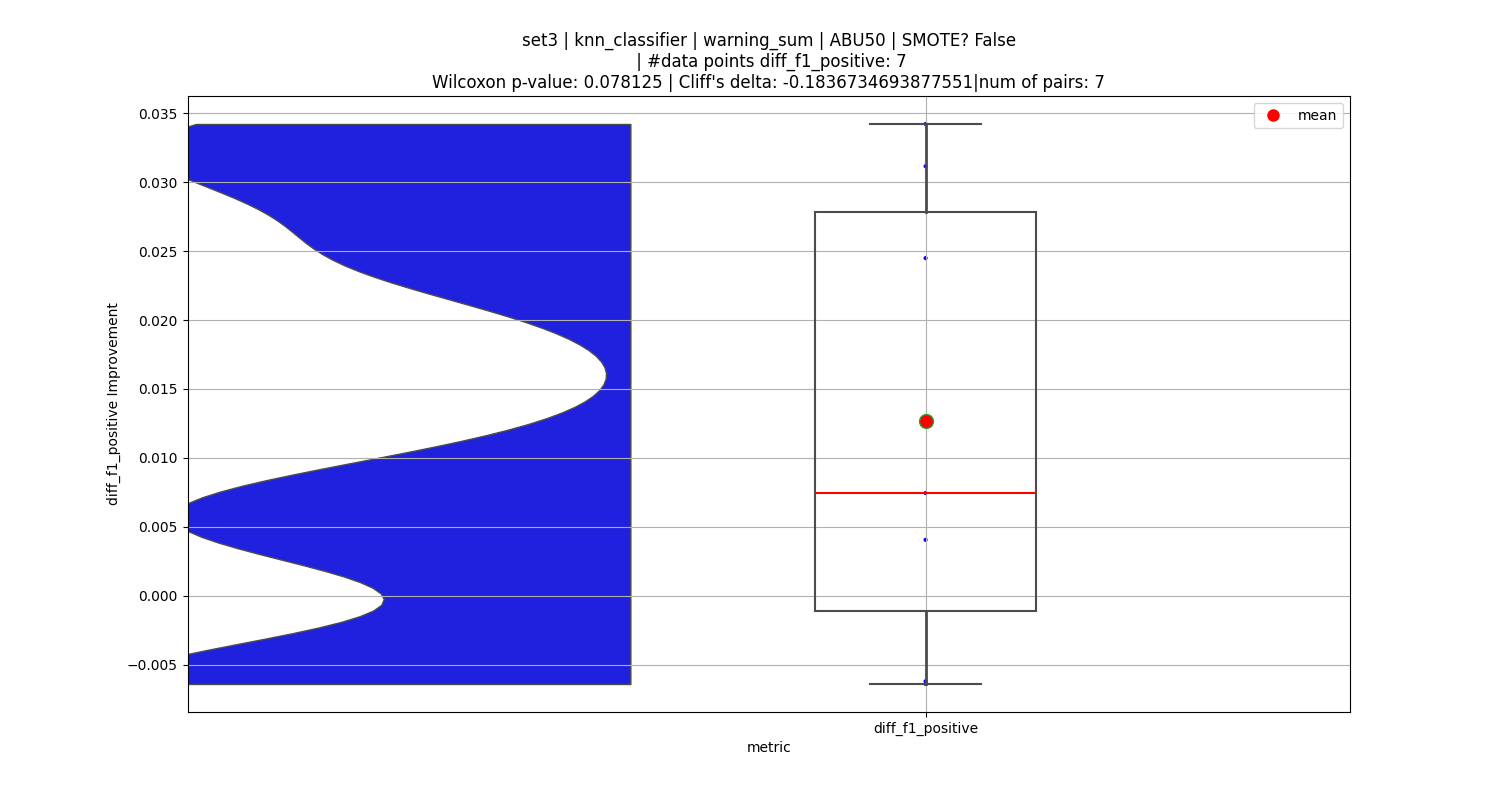 set3 | knn_classifier | warning_sum | ABU50 | SMOTE? False
| #data points diff_f1_positive: 7
Wilcoxon p-value: 0.078125 | Cliff's delta: -0.1836734693877551|num of pairs: 7
mean
0.035
0.030
0.025
0.020
0.015
0.010
0.005
0.000
−0.005
diff_f1_positive Improvement
diff_f1_positive
metric